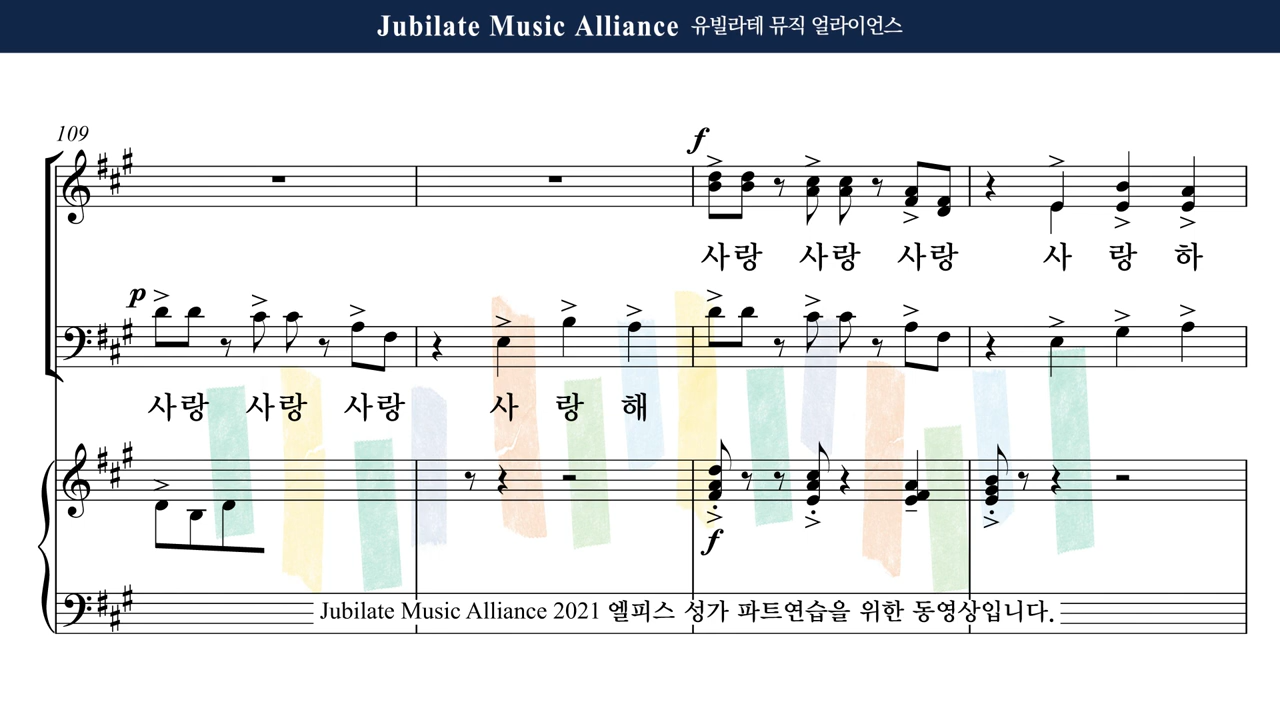 Jubilate Music Alliance 유빌라테 뮤직 얼라이언스
109
f
사랑 사랑 사랑 사 랑 하
p
사랑 사랑 사랑 사 랑 해
f
Jubilate Music Alliance 2021 엘피스 성가 파트연습을 위한 동영상입니다.